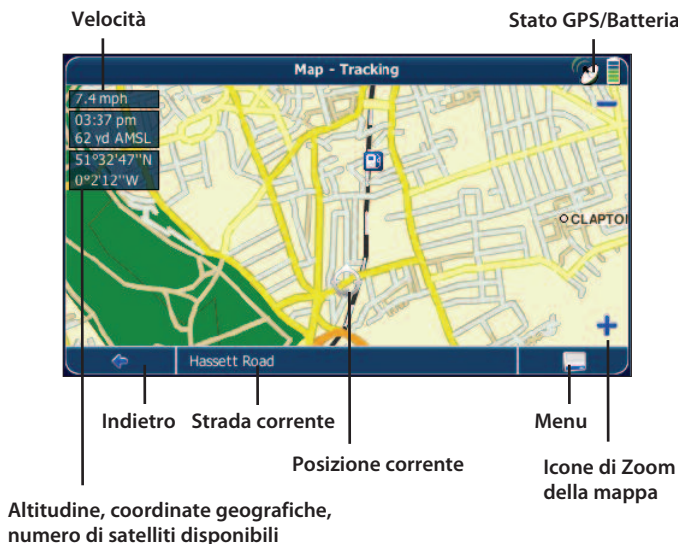 Velocità
Stato GPS/Batteria
Map - Tracking
7.4 mph
03:37 pm
62 yd AMSL
51°32'47''N
0°2'12''W
CLAPTO
Hassett Road
Indietro
Strada corrente
Menu
Posizione corrente
Icone di Zoom
della mappa
Altitudine, coordinate geografiche,
numero di satelliti disponibili